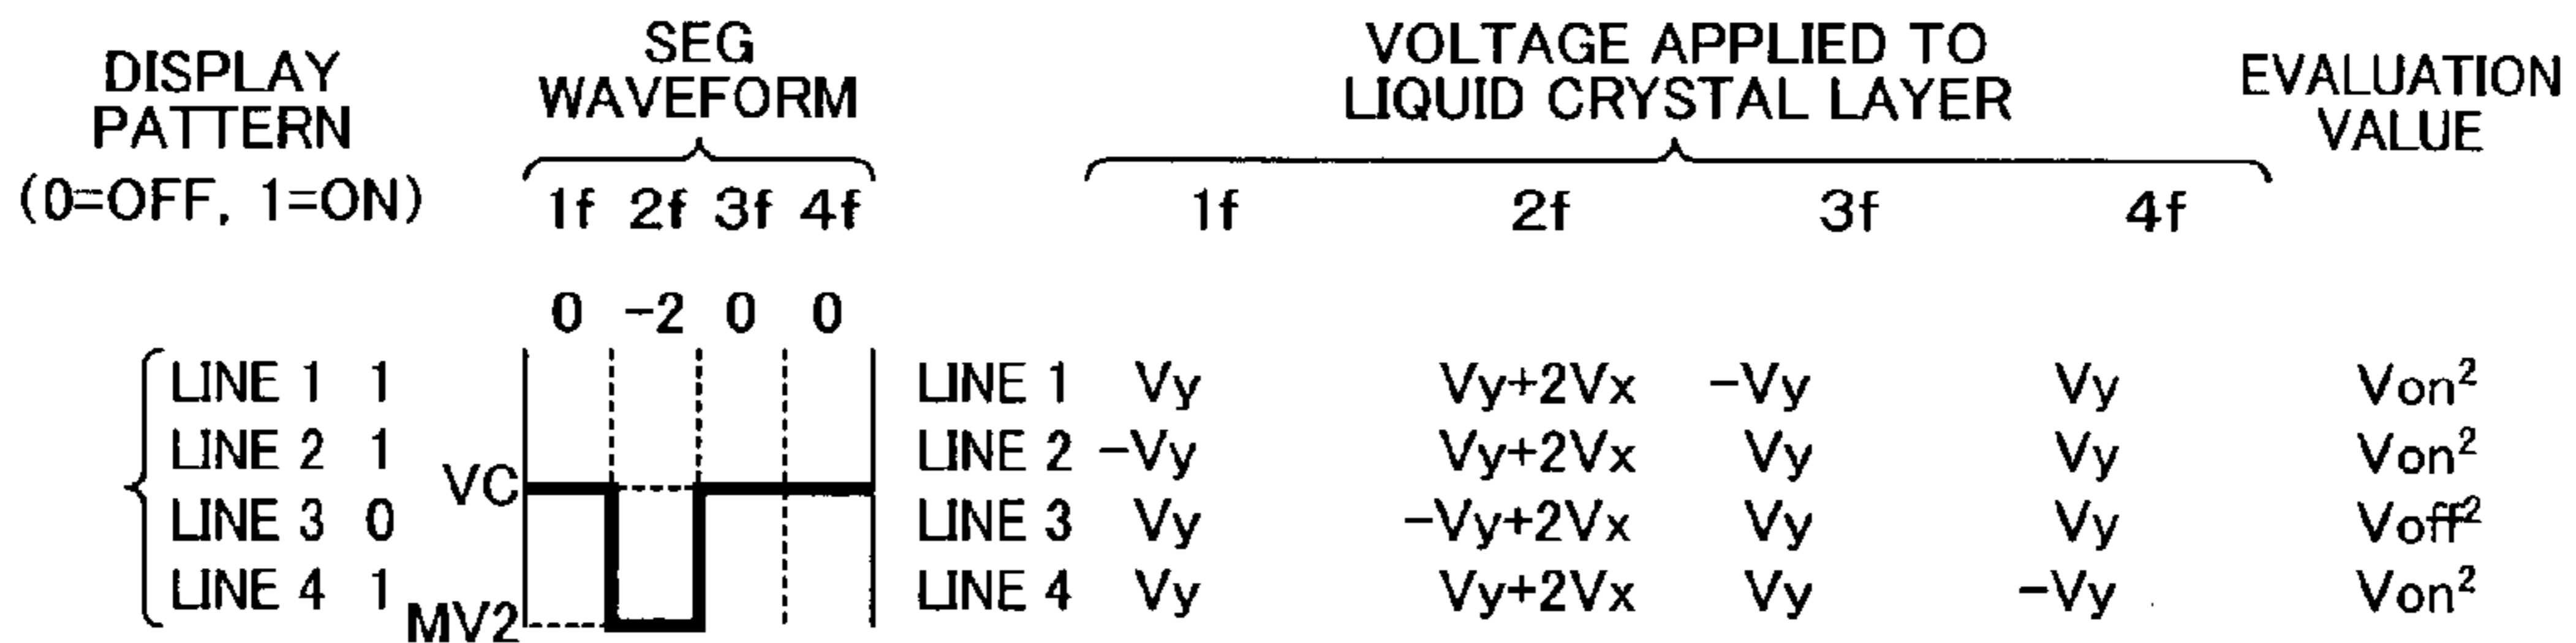 DISPLAY PATTERN (0=OFF, 1=ON)
SEG WAVEFORM
VOLTAGE APPLIED TO LIQUID CRYSTAL LAYER
EVALUATION VALUE
1f 2f 3f 4f 1f 2f 3f 4f
0 -2 0 0
LINE 1 1 LINE 1 Vy Vy+2Vx -Vy Vy Von²
LINE 2 1 LINE 2 -Vy Vy+2Vx Vy Vy Von²
VC
LINE 3 0 LINE 3 Vy -Vy+2Vx Vy Vy Voff²
LINE 4 1 LINE 4 Vy Vy+2Vx Vy -Vy Von²
MV2